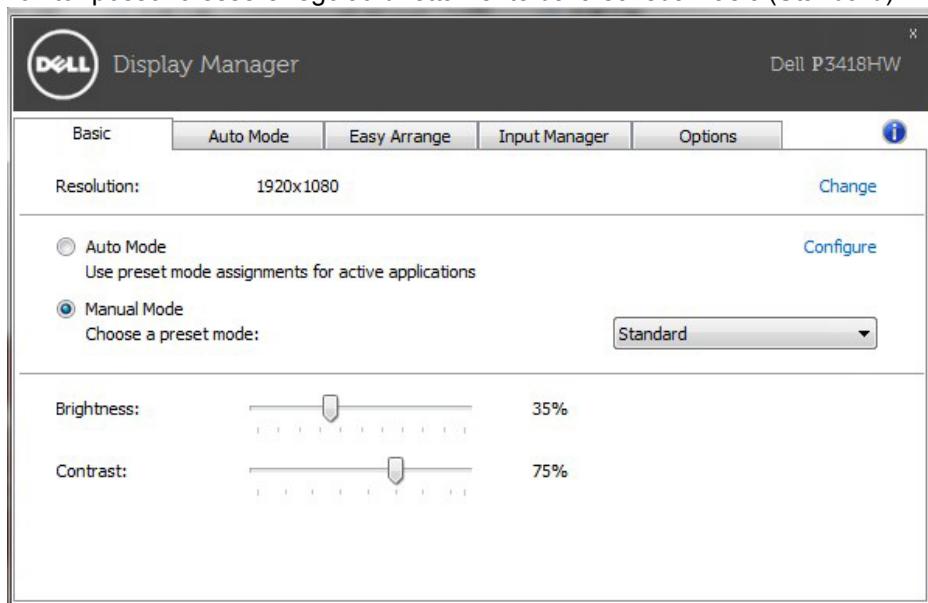 DELL Display Manager
x
Dell P3418HW
Basic Auto Mode Easy Arrange Input Manager Options
Resolution: 1920x1080 Change
Auto Mode Configure
Use preset mode assignments for active applications
Manual Mode
Choose a preset mode: Standard
Brightness: 35%
Contrast: 75%